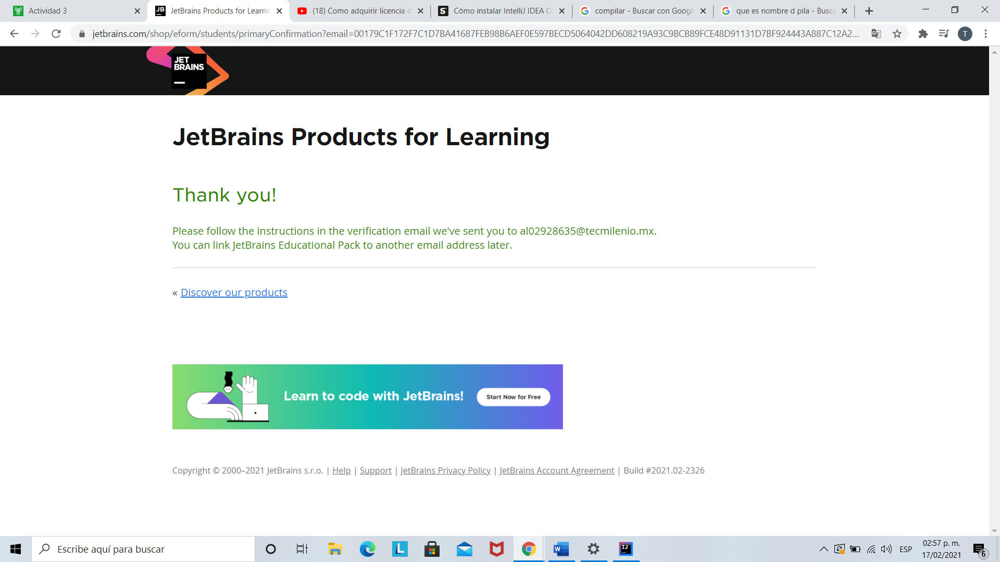 Actividad 3
JetBrains Products for Learnin
(18) Como adquirir licencia d
Cómo instalar IntelliJ IDEA Co
compilar - Buscar con Google
que es nombre d pila - Busca
jetbrains.com/shop/eform/students/primaryConfirmation?email=00179C1F172F7C1D7BA41687FEB98B6AEF0E597BECD5064042DD608219A93C9BCB89FCE48D91131D7BF924443A887C12A2...
T
JET
BRAINS
JetBrains Products for Learning
Thank you!
Please follow the instructions in the verification email we've sent you to al02928635@tecmilenio.mx.
You can link JetBrains Educational Pack to another email address later.
« Discover our products
Learn to code with JetBrains!
Start Now for Free
Copyright © 2000–2021 JetBrains s.r.o. | Help | Support | JetBrains Privacy Policy | JetBrains Account Agreement | Build #2021.02-2326
Escribe aquí para buscar
ESP
02:57 p. m.
17/02/2021
6